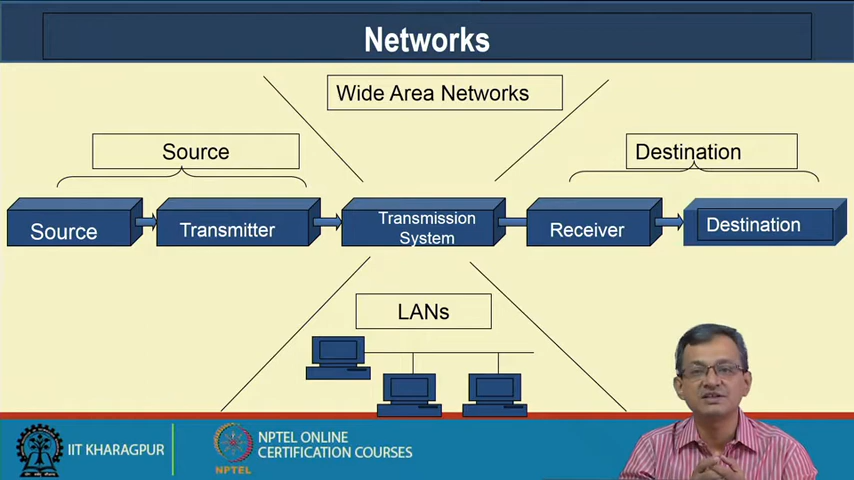 Networks
Wide Area Networks
Source
Destination
Source
Transmitter
Transmission
System
Receiver
Destination
LANs
IIT KHARAGPUR
NPTEL
NPTEL ONLINE
CERTIFICATION COURSES